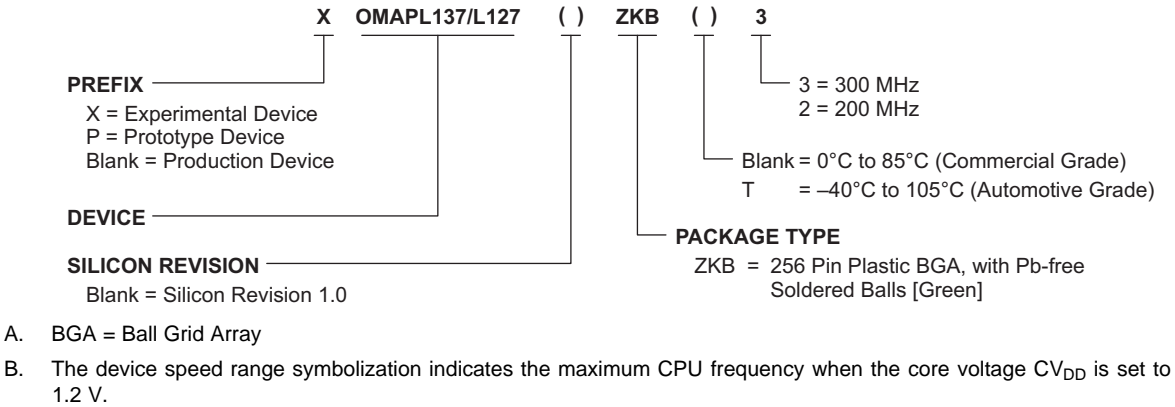 X OMAPL137/L127 ( ) ZKB ( ) 3
PREFIX
X = Experimental Device
P = Prototype Device
Blank = Production Device
3 = 300 MHz
2 = 200 MHz
Blank = 0°C to 85°C (Commercial Grade)
T = –40°C to 105°C (Automotive Grade)
DEVICE
PACKAGE TYPE
ZKB = 256 Pin Plastic BGA, with Pb-free
Soldered Balls [Green]
SILICON REVISION
Blank = Silicon Revision 1.0
A. BGA = Ball Grid Array
B. The device speed range symbolization indicates the maximum CPU frequency when the core voltage CVDD is set to
1.2 V.